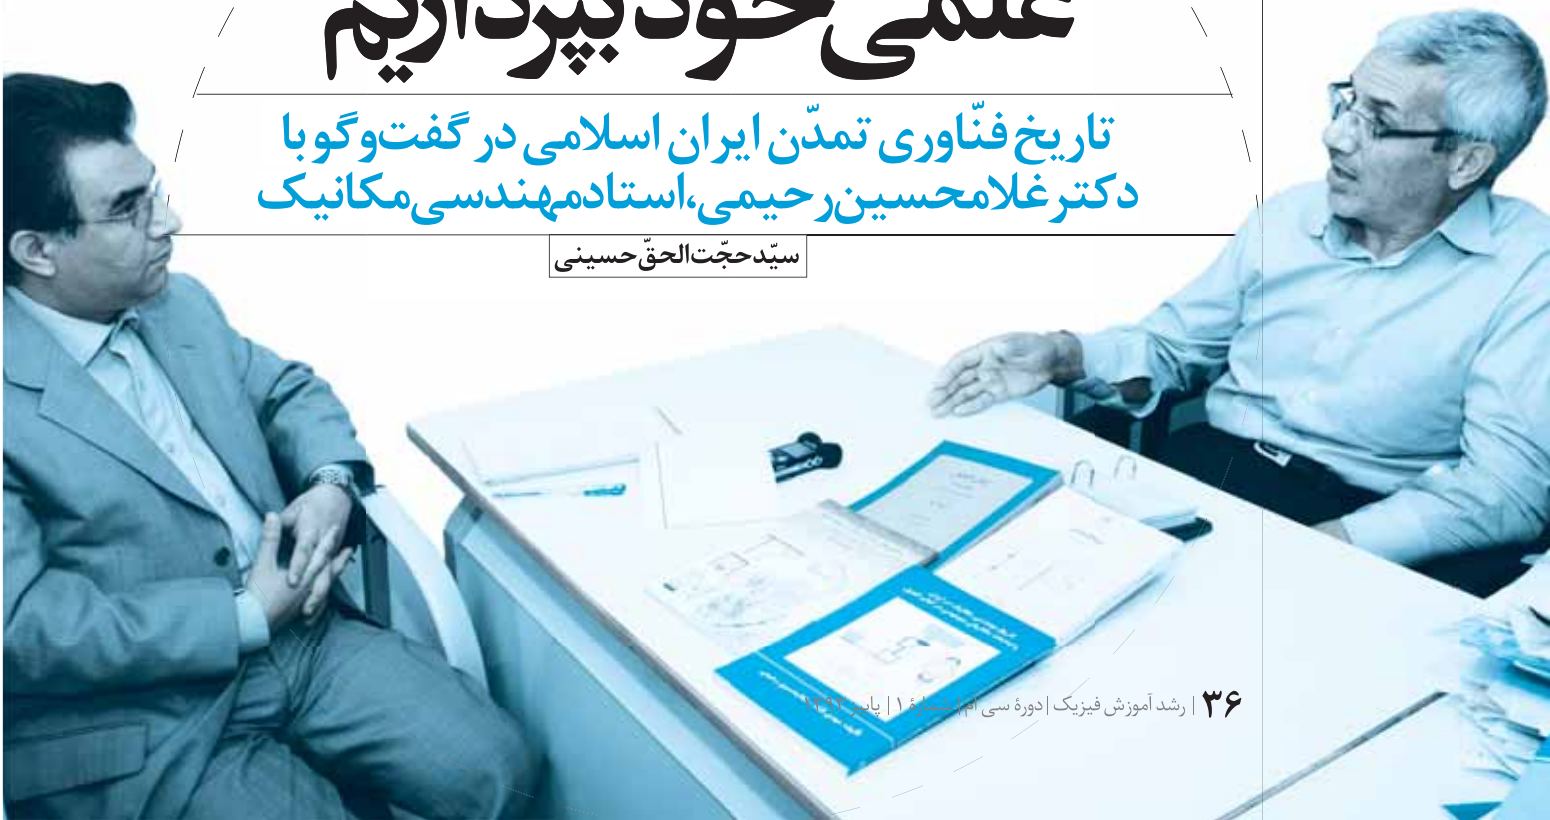 علمی خود بپردازیم
تاریخ فنّاوری تمدّن ایران اسلامی در گفت‌وگو با
دکتر غلامحسین رحیمی، استاد مهندسی مکانیک
سیّد حجّت‌الحقّ حسینی
۳۶ | رشد آموزش فیزیک | دورهٔ سی ام | شمارهٔ ۱ | پاییز ۱۳۹۳